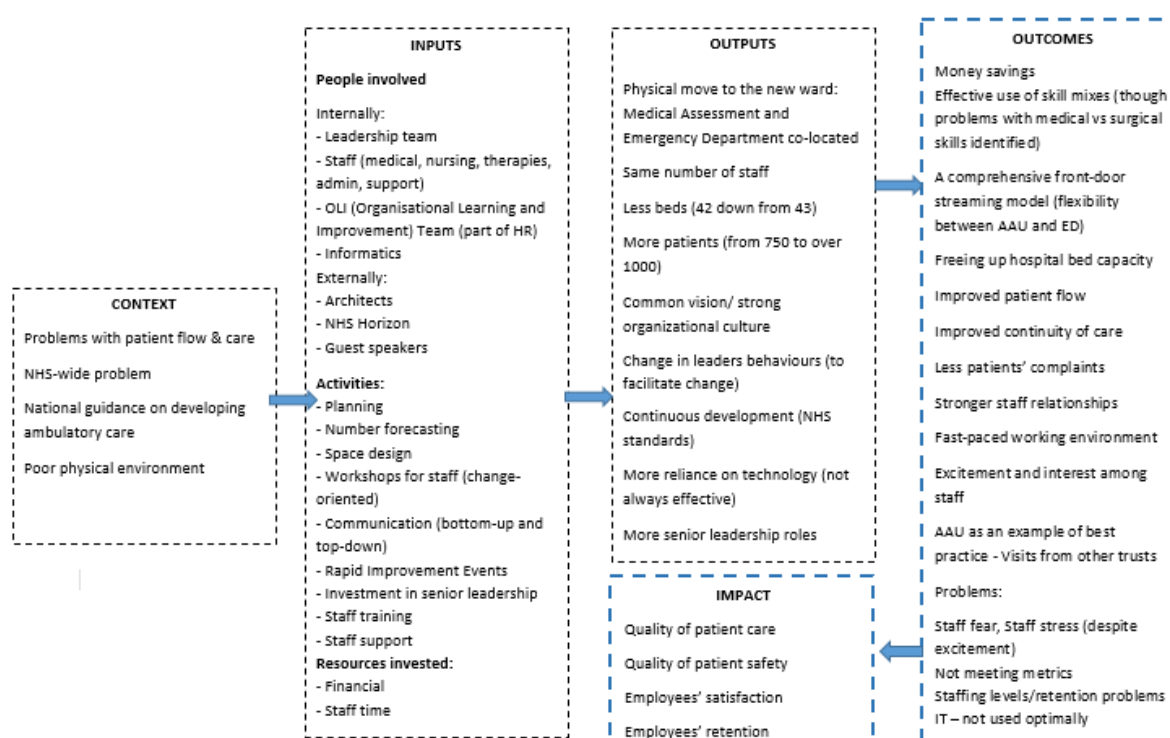 CONTEXT
Problems with patient flow & care
NHS-wide problem
National guidance on developing
ambulatory care
Poor physical environment
INPUTS
People involved
Internally:
- Leadership team
- Staff (medical, nursing, therapies,
admin, support)
- OLI (Organisational Learning and
Improvement) Team (part of HR)
- Informatics
Externally:
- Architects
- NHS Horizon
- Guest speakers
Activities:
- Planning
- Number forecasting
- Space design
- Workshops for staff (change-
oriented)
- Communication (bottom-up and
top-down)
- Rapid Improvement Events
- Investment in senior leadership
- Staff training
- Staff support
Resources invested:
- Financial
- Staff time
OUTPUTS
Physical move to the new ward:
Medical Assessment and
Emergency Department co-located
Same number of staff
Less beds (42 down from 43)
More patients (from 750 to over
1000)
Common vision/ strong
organizational culture
Change in leaders behaviours (to
facilitate change)
Continuous development (NHS
standards)
More reliance on technology (not
always effective)
More senior leadership roles
OUTCOMES
Money savings
Effective use of skill mixes (though
problems with medical vs surgical
skills identified)
A comprehensive front-door
streaming model (flexibility
between AAU and ED)
Freeing up hospital bed capacity
Improved patient flow
Improved continuity of care
Less patients' complaints
Stronger staff relationships
Fast-paced working environment
Excitement and interest among
staff
AAU as an example of best
practice - Visits from other trusts
Problems:
Staff fear, Staff stress (despite
excitement)
Not meeting metrics
Staffing levels/retention problems
IT – not used optimally
IMPACT
Quality of patient care
Quality of patient safety
Employees' satisfaction
Employees' retention